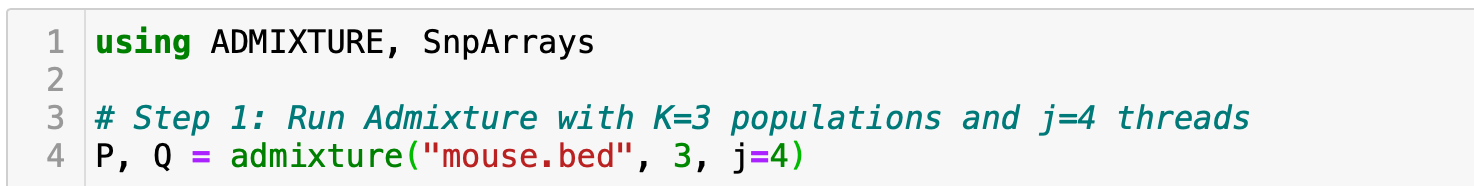 1 using ADMIXTURE, SnpArrays
2
3 # Step 1: Run Admixture with K=3 populations and j=4 threads
4 P, Q = admixture("mouse.bed", 3, j=4)